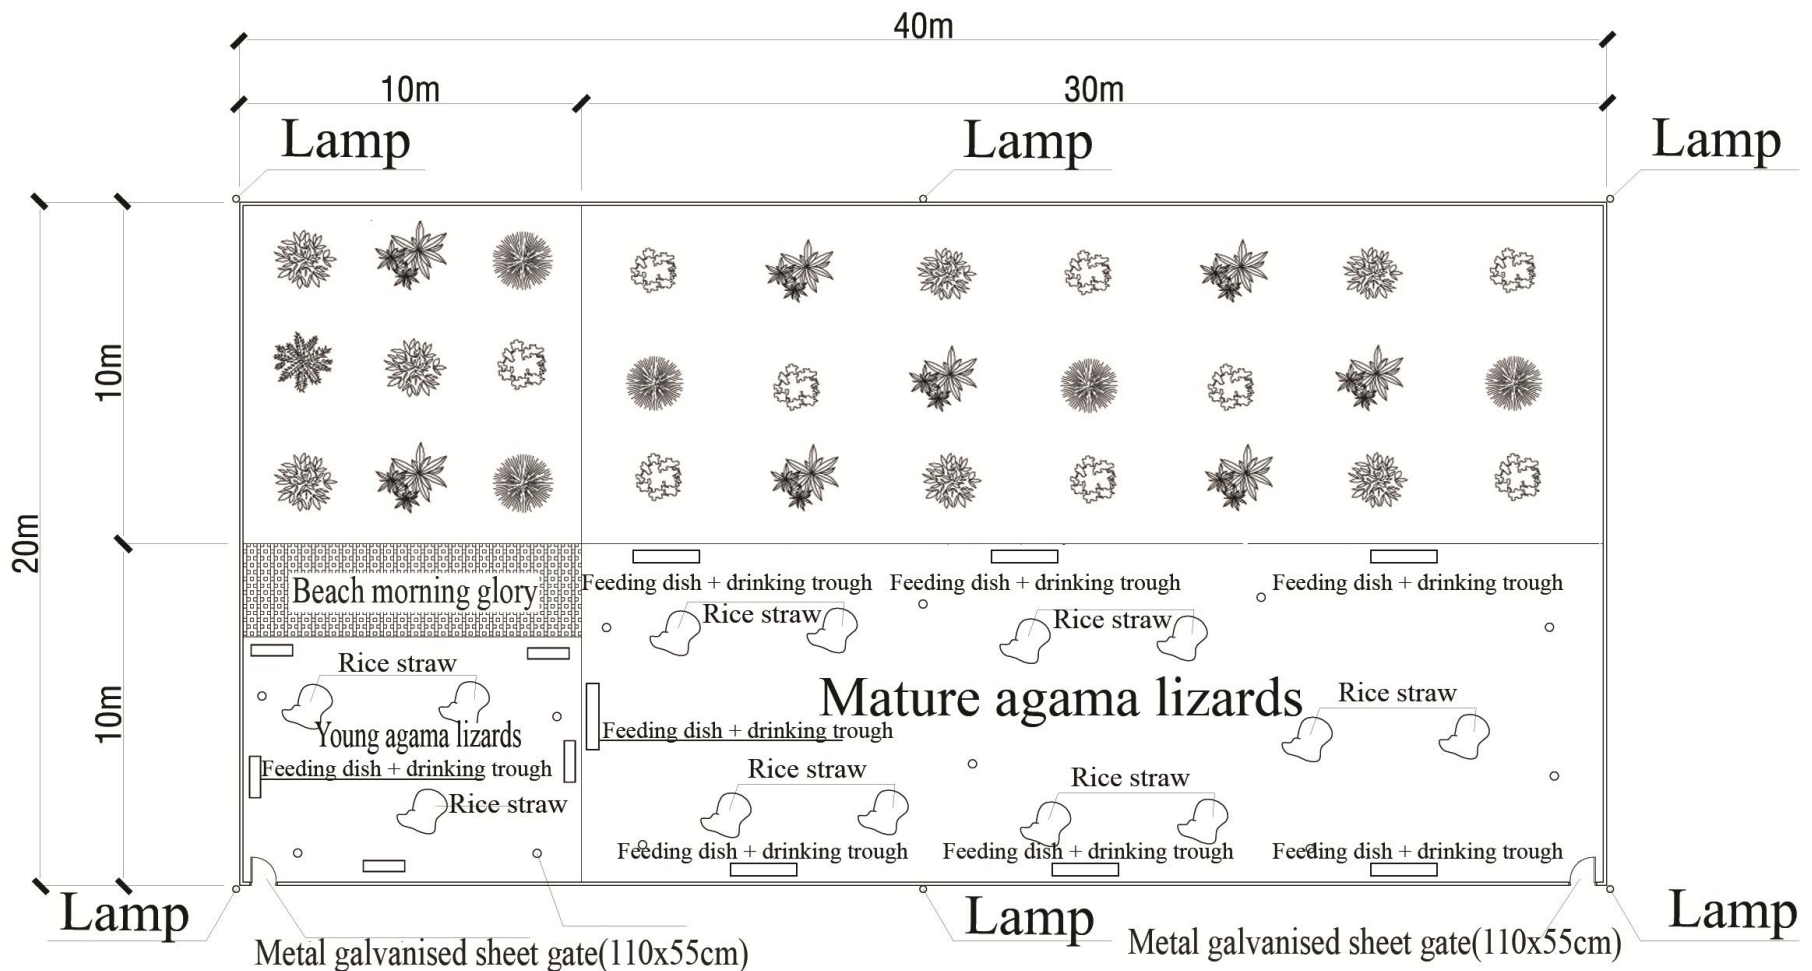 40m
10m
30m
Lamp
Lamp
Lamp
10m
20m
10m
Beach morning glory
Feeding dish + drinking trough
Feeding dish + drinking trough
Feeding dish + drinking trough
Rice straw
Rice straw
Rice straw
Mature agama lizards
Rice straw
Young agama lizards
Feeding dish + drinking trough
Feeding dish + drinking trough
Rice straw
Rice straw
Rice straw
Feeding dish + drinking trough
Feeding dish + drinking trough
Feeding dish + drinking trough
Lamp
Lamp
Lamp
Metal galvanised sheet gate(110x55cm)
Metal galvanised sheet gate(110x55cm)